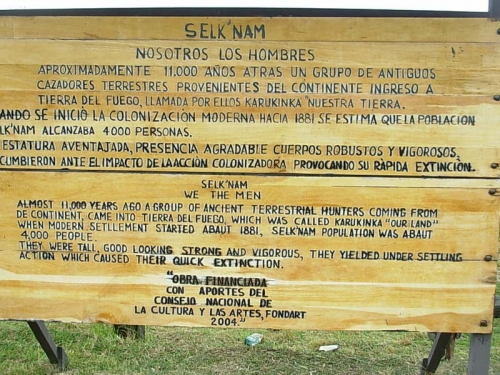 SELK'NAM
NOSOTROS LOS HOMBRES
APROXIMADAMENTE 11.000 AÑOS ATRAS UN GRUPO DE ANTIGUOS
CAZADORES TERRESTRES PROVENIENTES DEL CONTINENTE INGRESO A
TIERRA DEL FUEGO, LLAMADA POR ELLOS KARUKINKA "NUESTRA TIERRA.
ANDO SE INICIÓ LA COLONIZACIÓN MODERNA HACIA 1881 SE ESTIMA QUE LA POBLACION
LK'NAM ALCANZABA 4000 PERSONAS.
ESTATURA AVENTAJADA, PRESENCIA AGRADABLE CUERPOS ROBUSTOS Y VIGOROSOS,
CUMBIERON ANTE EL IMPACTO DE LA ACCIÓN COLONIZADORA PROVOCANDO SU RÁPIDA EXTINCIÓN.
SELK'NAM
WE THE MEN
ALMOST 11,000 YEARS AGO A GROUP OF ANCIENT TERRESTRIAL HUNTERS COMING FROM
DE CONTINENT, CAME INTO TIERRA DEL FUEGO, WHICH WAS CALLED KARUKINKA "OUR LAND"
WHEN MODERN SETLLEMENT STARTED ABAUT 1881, SELK'NAM POPULATION WAS ABAUT
4,000 PEOPLE.
THEY WERE TALL, GOOD LOOKING STRONG AND VIGOROUS, THEY YIELDED UNDER SETTLING
ACTION WHICH CAUSED THEIR QUICK EXTINCTION.
"OBRA FINANCIADA
CON APORTES DEL
CONSEJO NACIONAL DE
LA CULTURA Y LAS ARTES, FONDART
2004."